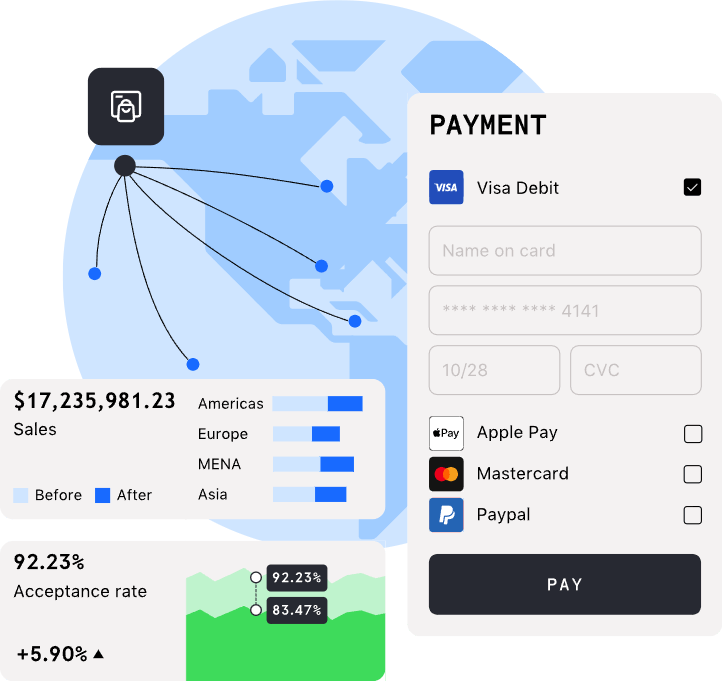 PAYMENT
VISA Visa Debit
Name on card
**** **** **** 4141
10/28 CVC
Pay Apple Pay
Mastercard
Paypal
PAY
$17,235,981.23
Sales
Before After
Americas
Europe
MENA
Asia
92.23%
Acceptance rate
+5.90%
92.23%
83.47%